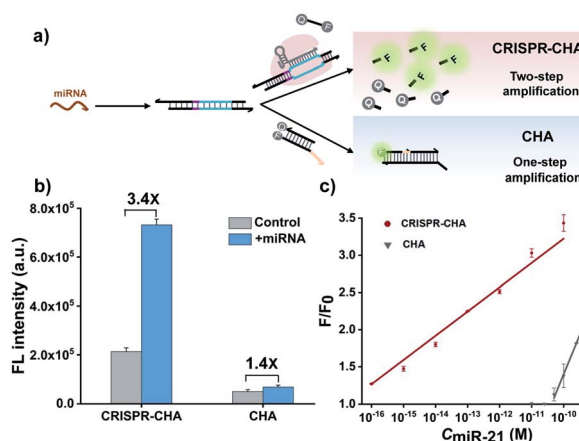 a)
Q
F
miRNA
F
F
F
F
Q
Q
Q
CRISPR-CHA
Two-step
amplification
Q
F
F
CHA
One-step
amplification
b)
FL intensity (a.u.)
8.0x10⁵
6.0x10⁵
4.0x10⁵
2.0x10⁵
0.0
3.4X
1.4X
Control
+miRNA
CRISPR-CHA
CHA
c)
F/F₀
3.5
3.0
2.5
2.0
1.5
1.0
CRISPR-CHA
CHA
10⁻¹⁶ 10⁻¹⁵ 10⁻¹⁴ 10⁻¹³ 10⁻¹² 10⁻¹¹ 10⁻¹⁰
CmiR-21 (M)